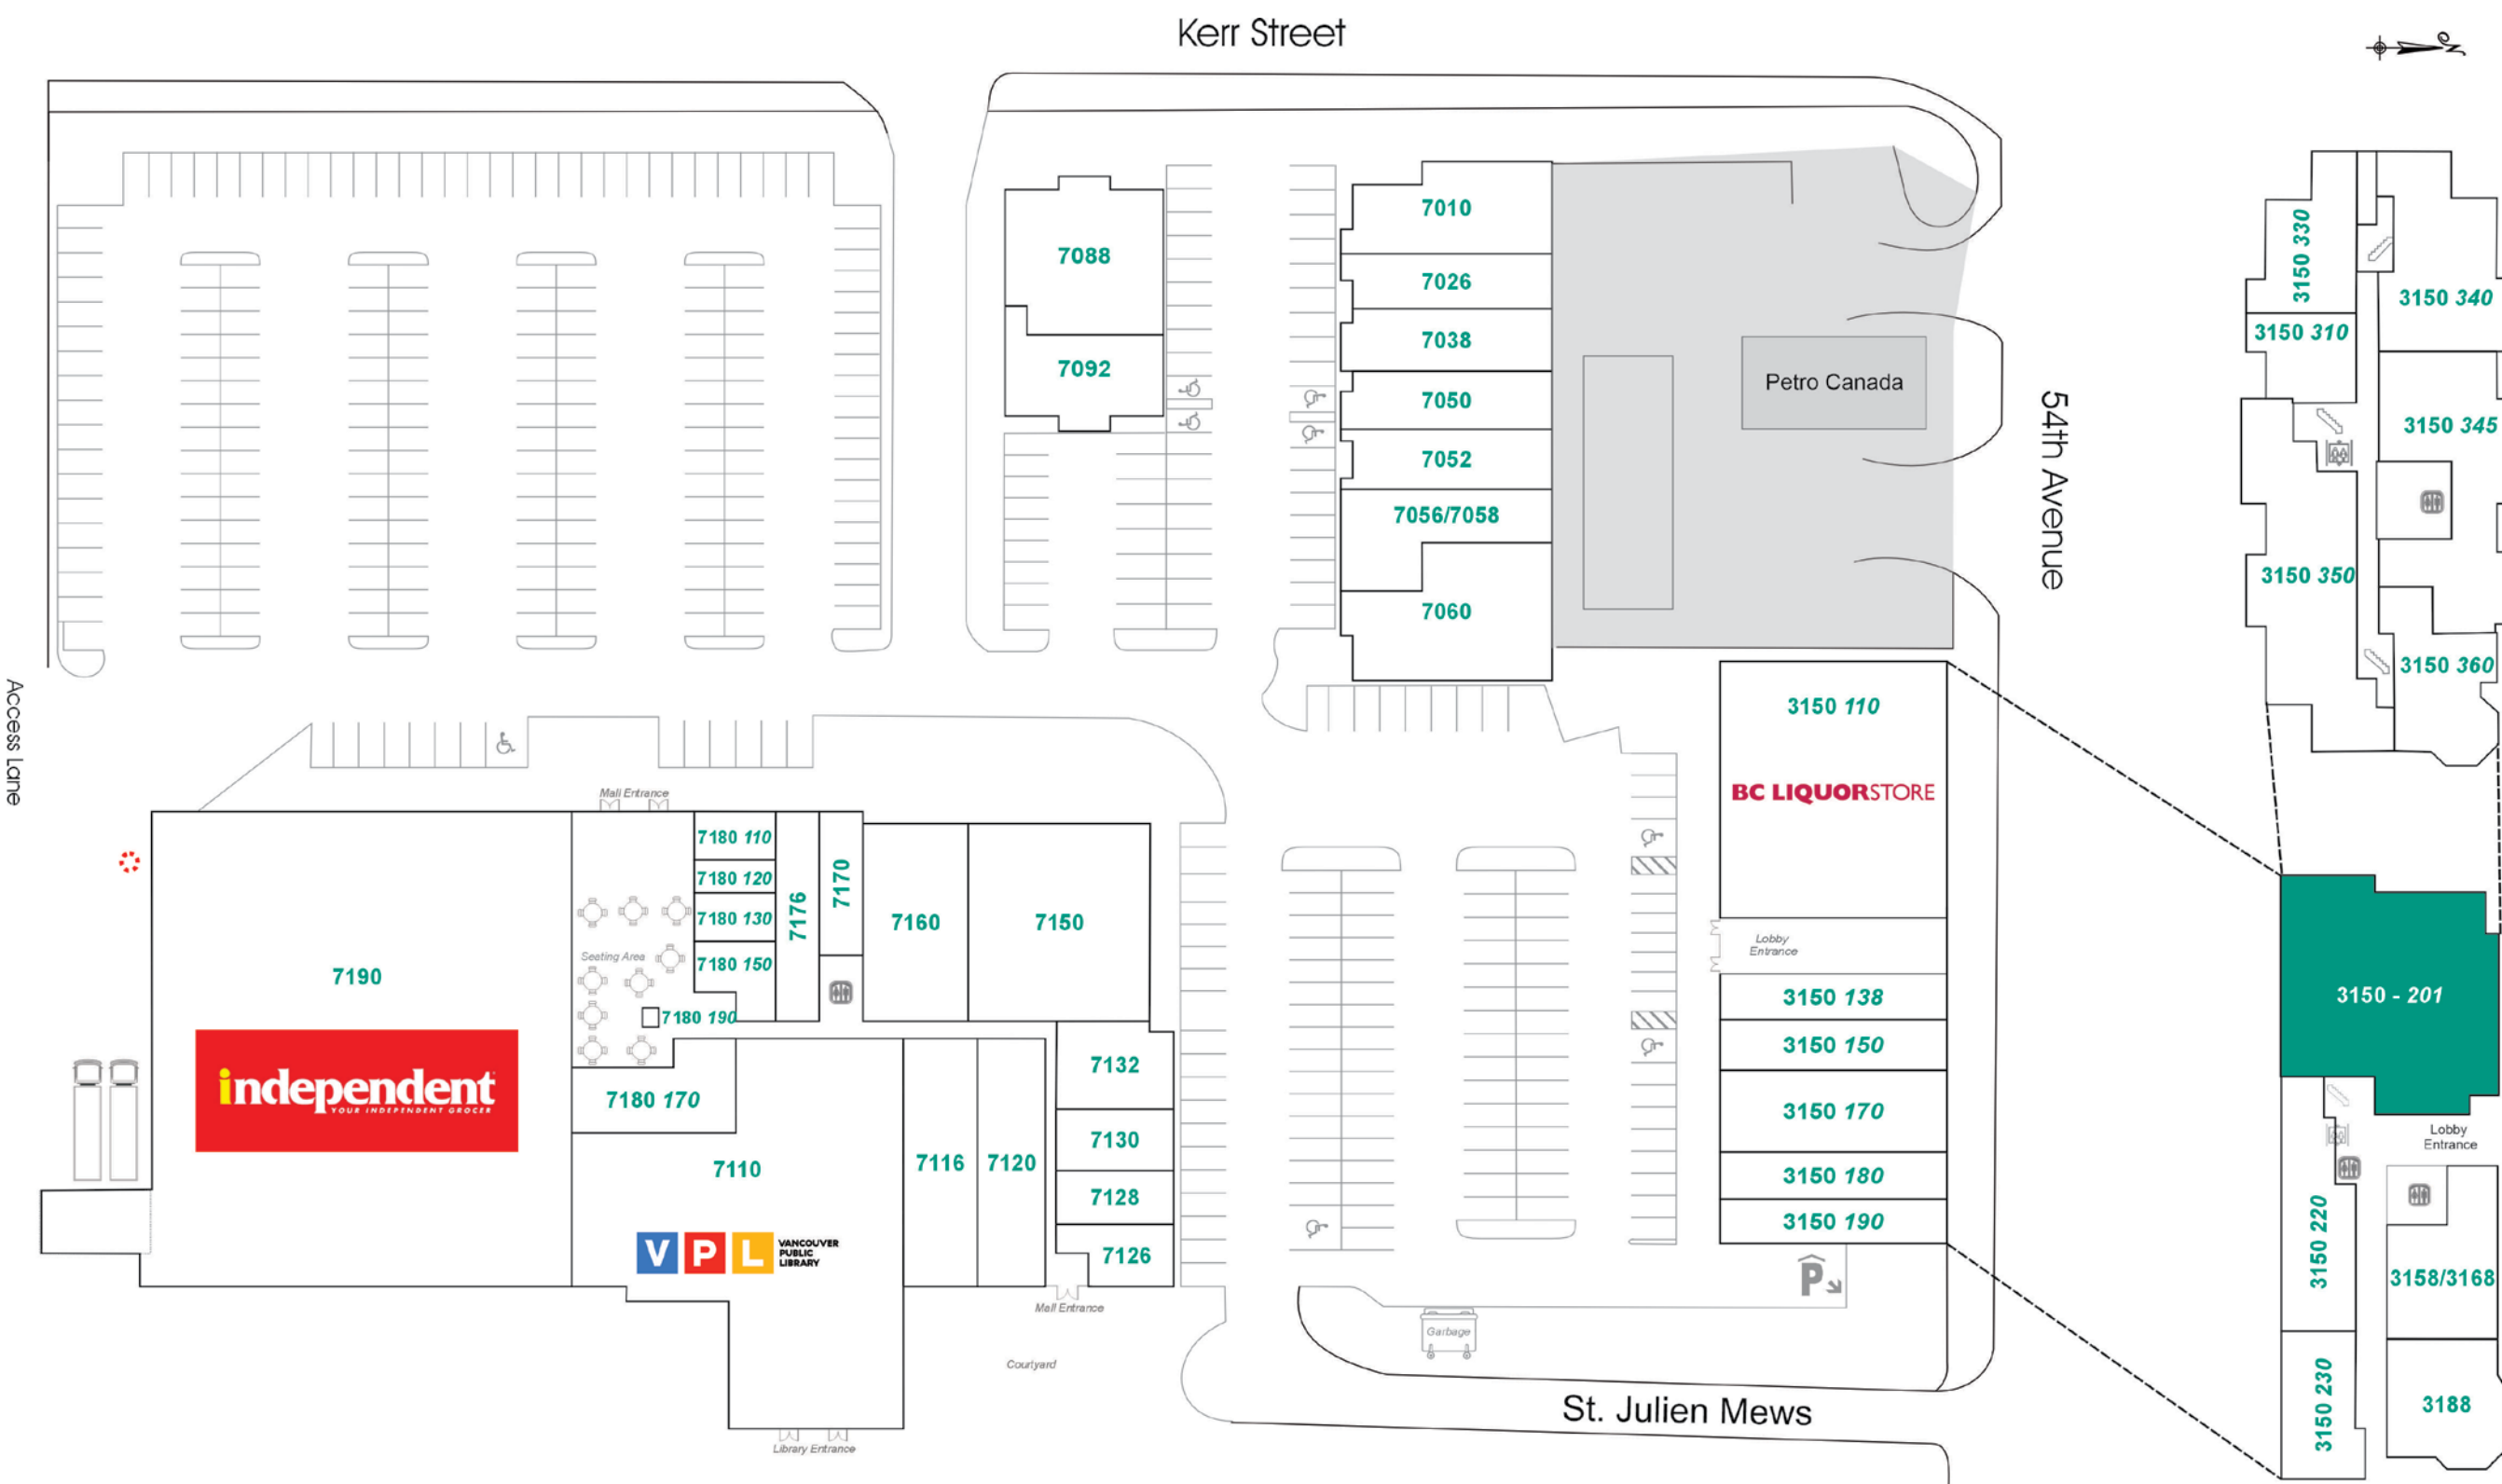 Kerr Street
N
7010
7026
7038
7050
7052
7056/7058
7060
7088
7092
Petro Canada
54th Avenue
Access Lane
3150 330
3150 340
3150 310
3150 345
3150 350
3150 360
3150 110
BC LIQUORSTORE
Lobby
Entrance
3150 138
3150 150
3150 170
3150 180
3150 190
P
Mall Entrance
7180 110
7180 120
7180 130
7180 150
7180 190
Seating Area
7176
7170
7160
7150
7190
independent
YOUR INDEPENDENT GROCER
7180 170
7110
VPL
VANCOUVER
PUBLIC
LIBRARY
7116
7120
7132
7130
7128
7126
Mall Entrance
Courtyard
Library Entrance
Garbage
St. Julien Mews
3150 - 201
Lobby
Entrance
3150 220
3158/3168
3150 230
3188